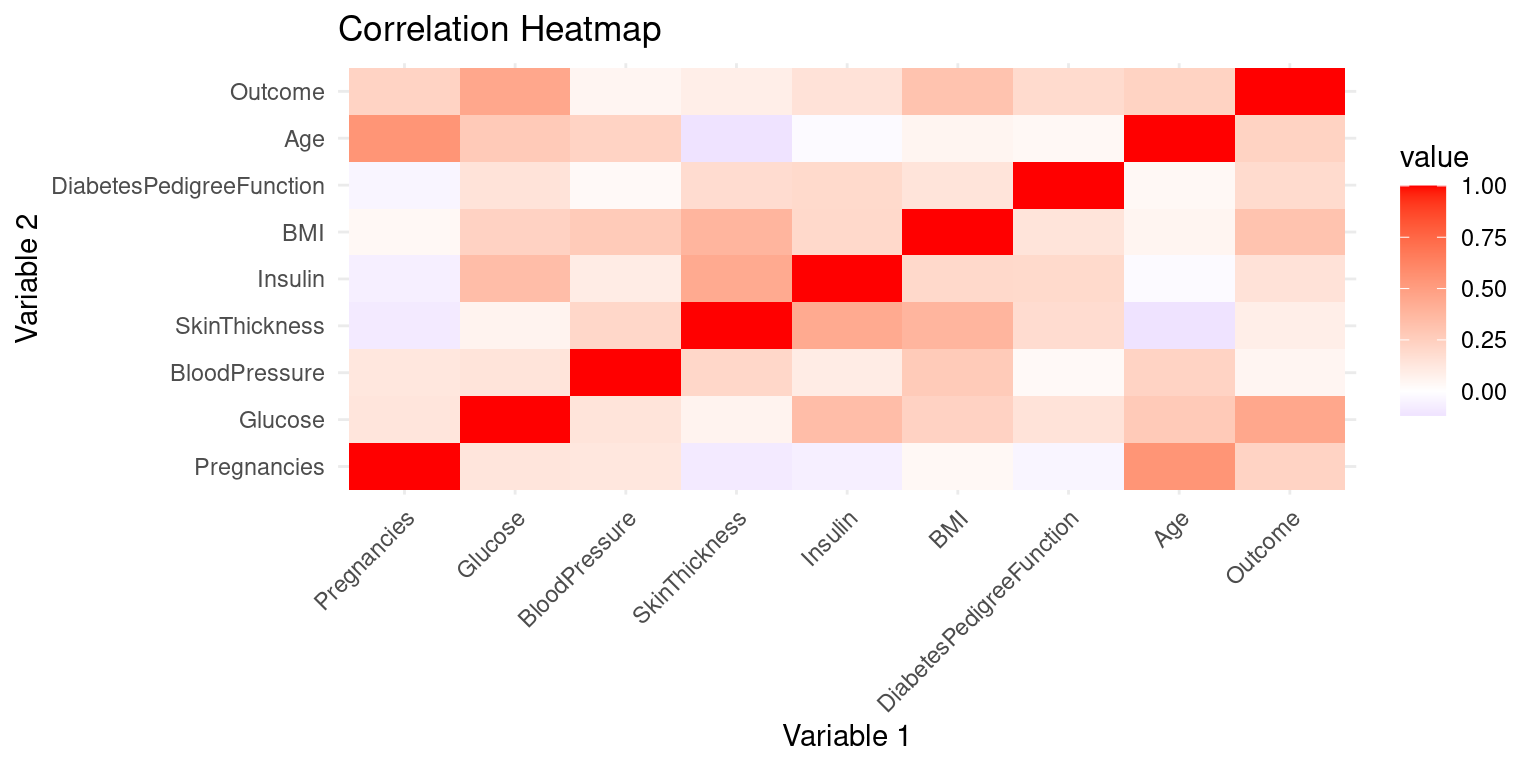 Correlation Heatmap
Variable 2
Outcome
Age
DiabetesPedigreeFunction
BMI
Insulin
SkinThickness
BloodPressure
Glucose
Pregnancies
Pregnancies
Glucose
BloodPressure
SkinThickness
Insulin
BMI
DiabetesPedigreeFunction
Age
Outcome
Variable 1
value
1.00
0.75
0.50
0.25
0.00